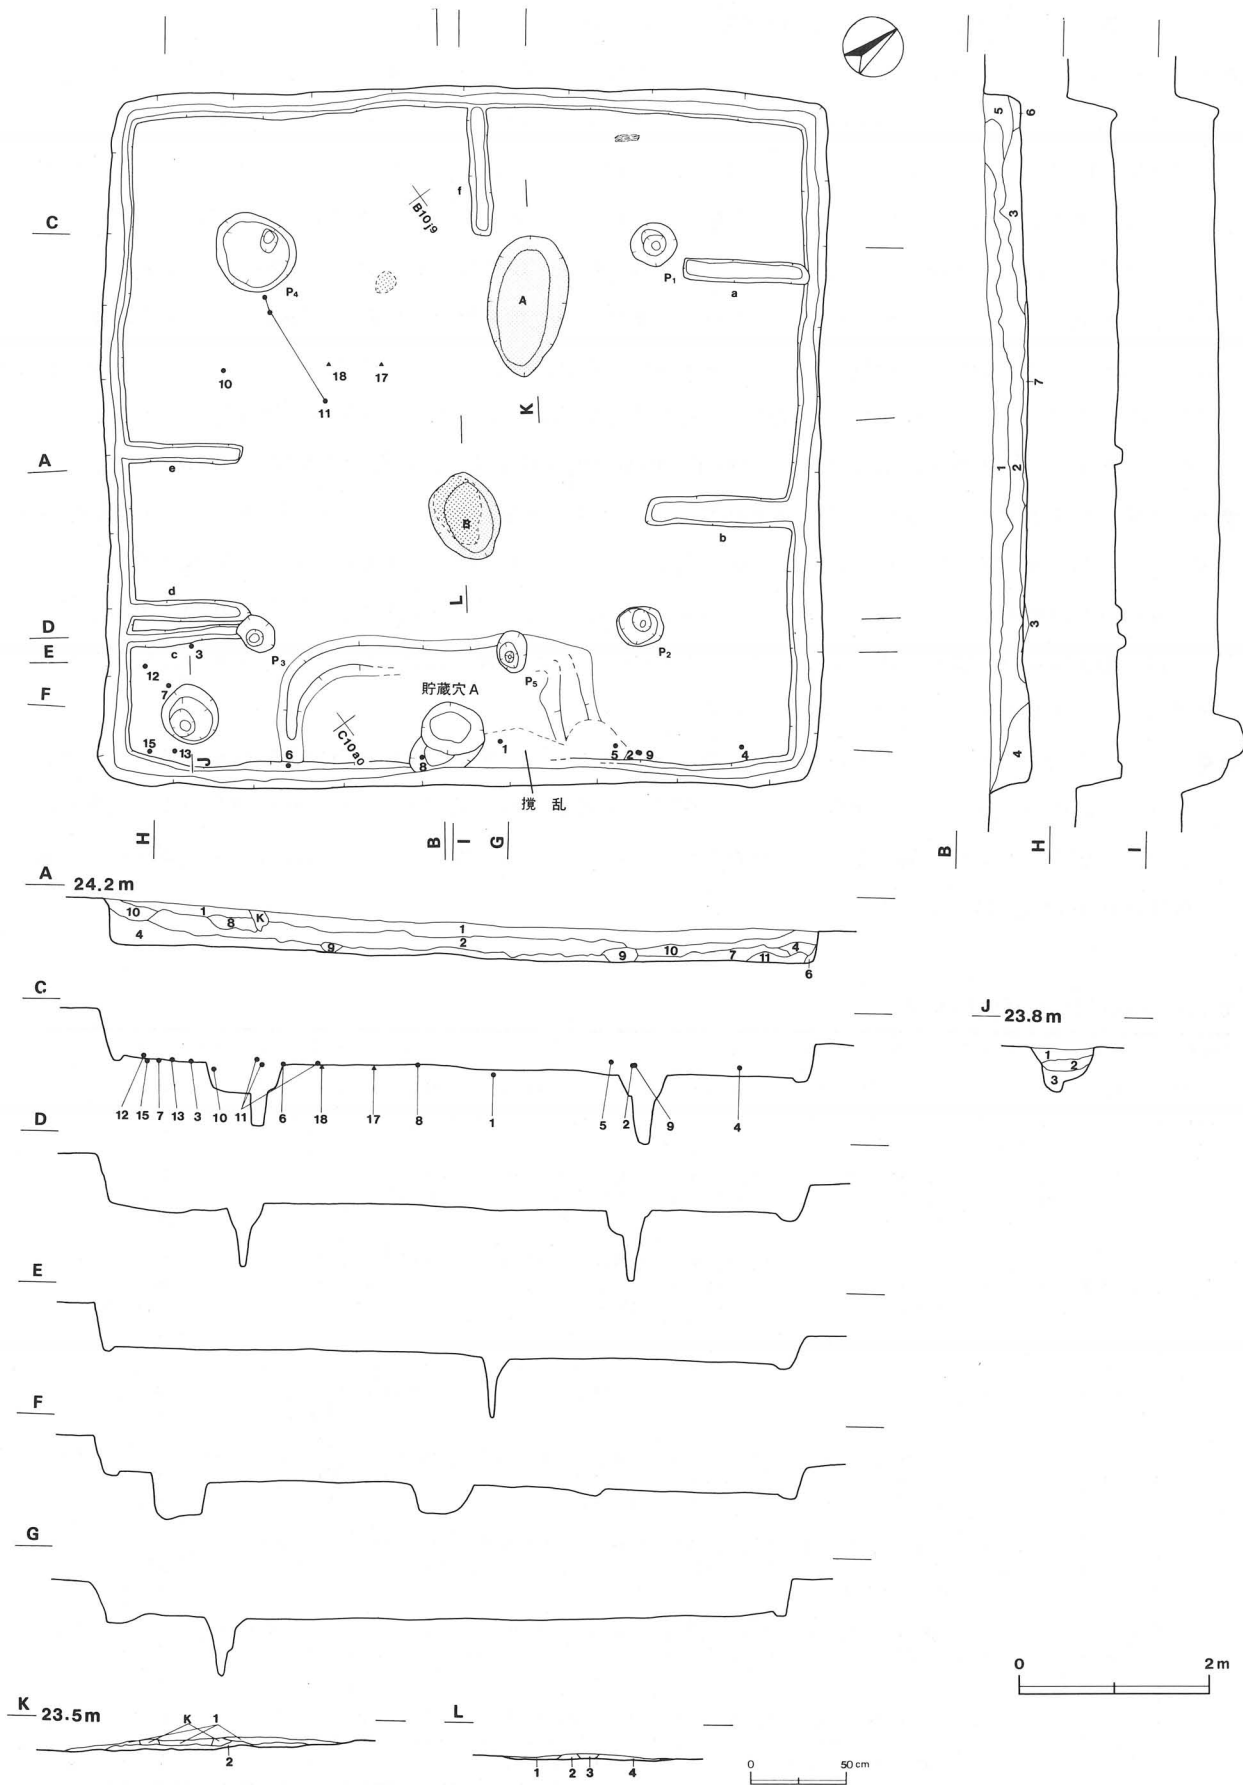 C
A
D
E
F
B10j9
f
P4
P1
a
A
10
18
17
11
K
e
B
b
d
L
P2
c
3
P3
P5
12
7
貯蔵穴A
C10a0
15
13
J
6
8
1
5
2
9
4
攪乱
H
B
I
G
5
6
3
7
1
2
3
4
B
H
I
A 24.2m
10
1
8
K
1
4
2
9
9
10
7
11
4
6
C
12 15 7 13 3 10 11 6 18 17 8 1 5 2 9 4
J 23.8m
1
2
3
D
E
F
G
0 2m
K 23.5m
K 1
2
L
1 2 3 4
0 50cm